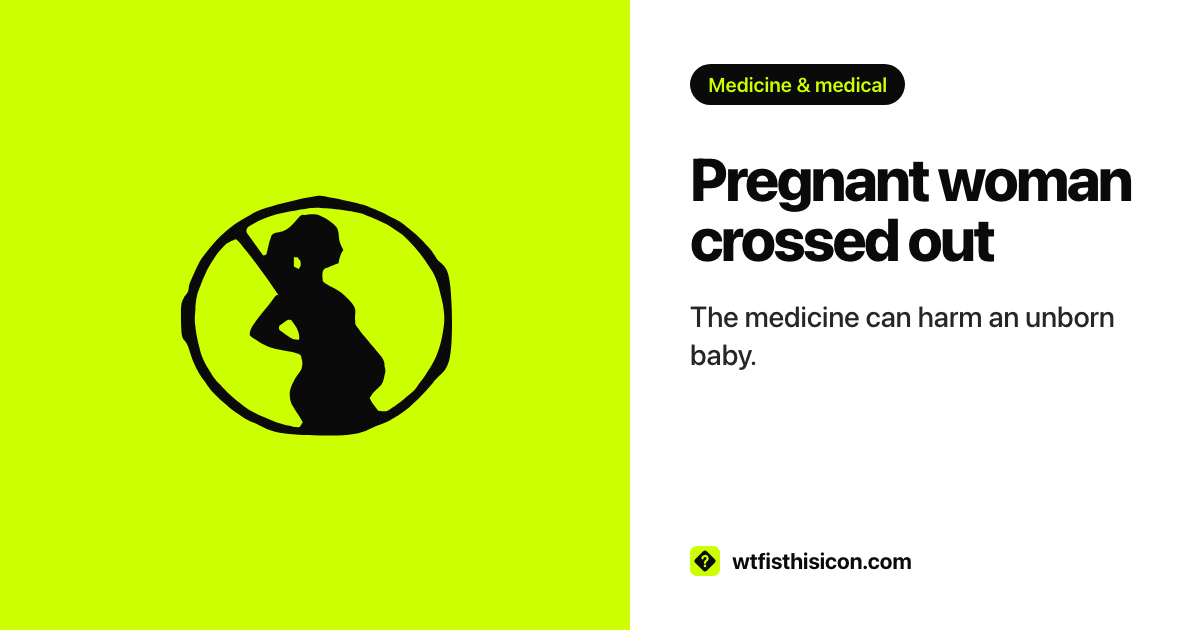 Medicine & medical
Pregnant woman
crossed out
The medicine can harm an unborn
baby.
?
wtfisthisicon.com